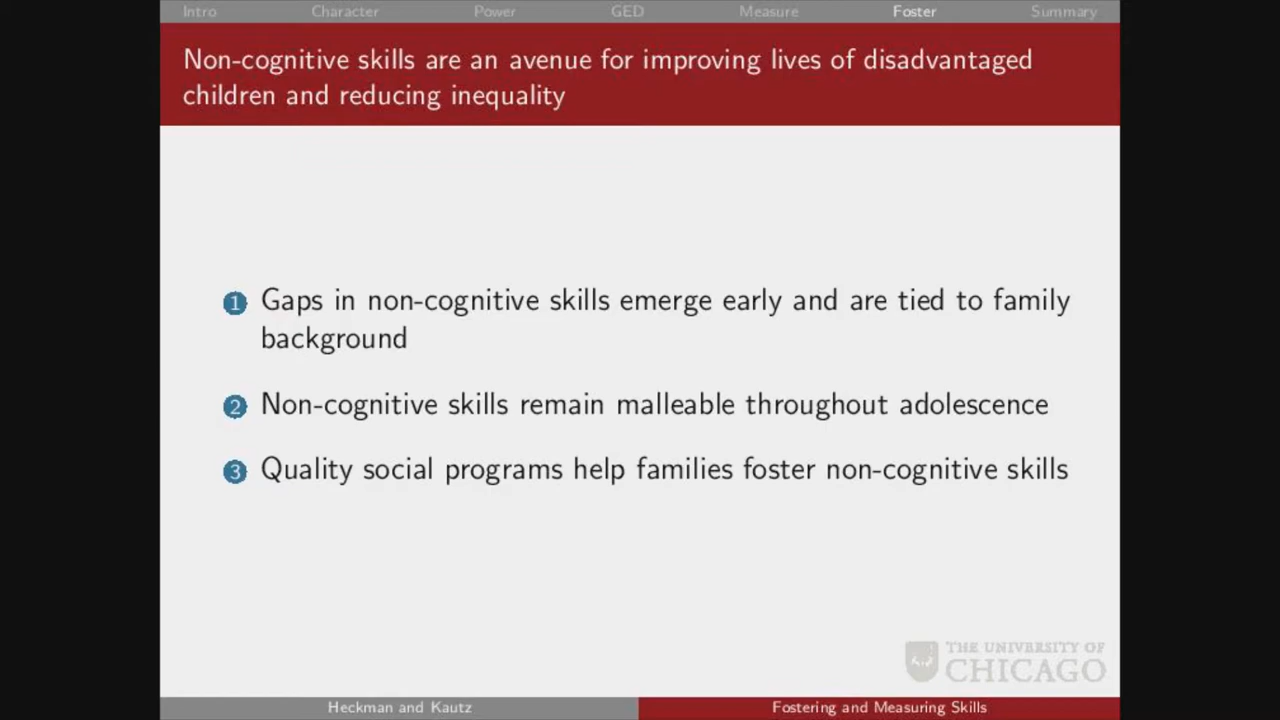 Intro Character Power GED Measure Foster Summary
Non-cognitive skills are an avenue for improving lives of disadvantaged
children and reducing inequality
1 Gaps in non-cognitive skills emerge early and are tied to family
background
2 Non-cognitive skills remain malleable throughout adolescence
3 Quality social programs help families foster non-cognitive skills
THE UNIVERSITY OF
CHICAGO
Heckman and Kautz Fostering and Measuring Skills